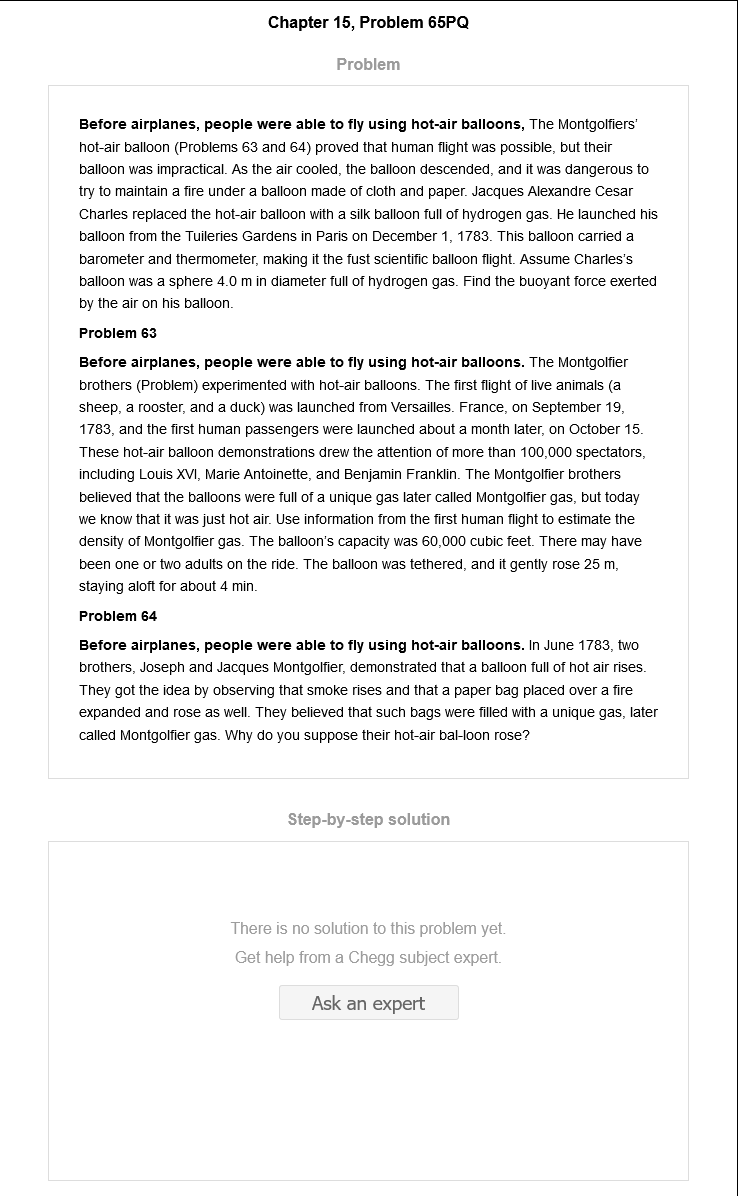 Chapter 15, Problem 65PQ
Problem
Before airplanes, people were able to fly using hot-air balloons, The Montgolfiers'
hot-air balloon (Problems 63 and 64) proved that human flight was possible, but their
balloon was impractical. As the air cooled, the balloon descended, and it was dangerous to
try to maintain a fire under a balloon made of cloth and paper. Jacques Alexandre Cesar
Charles replaced the hot-air balloon with a silk balloon full of hydrogen gas. He launched his
balloon from the Tuileries Gardens in Paris on December 1, 1783. This balloon carried a
barometer and thermometer, making it the fust scientific balloon flight. Assume Charles's
balloon was a sphere 4.0 m in diameter full of hydrogen gas. Find the buoyant force exerted
by the air on his balloon.
Problem 63
Before airplanes, people were able to fly using hot-air balloons. The Montgolfier
brothers (Problem) experimented with hot-air balloons. The first flight of live animals (a
sheep, a rooster, and a duck) was launched from Versailles. France, on September 19,
1783, and the first human passengers were launched about a month later, on October 15.
These hot-air balloon demonstrations drew the attention of more than 100,000 spectators,
including Louis XVI, Marie Antoinette, and Benjamin Franklin. The Montgolfier brothers
believed that the balloons were full of a unique gas later called Montgolfier gas, but today
we know that it was just hot air. Use information from the first human flight to estimate the
density of Montgolfier gas. The balloon's capacity was 60,000 cubic feet. There may have
been one or two adults on the ride. The balloon was tethered, and it gently rose 25 m,
staying aloft for about 4 min.
Problem 64
Before airplanes, people were able to fly using hot-air balloons. In June 1783, two
brothers, Joseph and Jacques Montgolfier, demonstrated that a balloon full of hot air rises.
They got the idea by observing that smoke rises and that a paper bag placed over a fire
expanded and rose as well. They believed that such bags were filled with a unique gas, later
called Montgolfier gas. Why do you suppose their hot-air bal-loon rose?
Step-by-step solution
There is no solution to this problem yet.
Get help from a Chegg subject expert.
Ask an expert